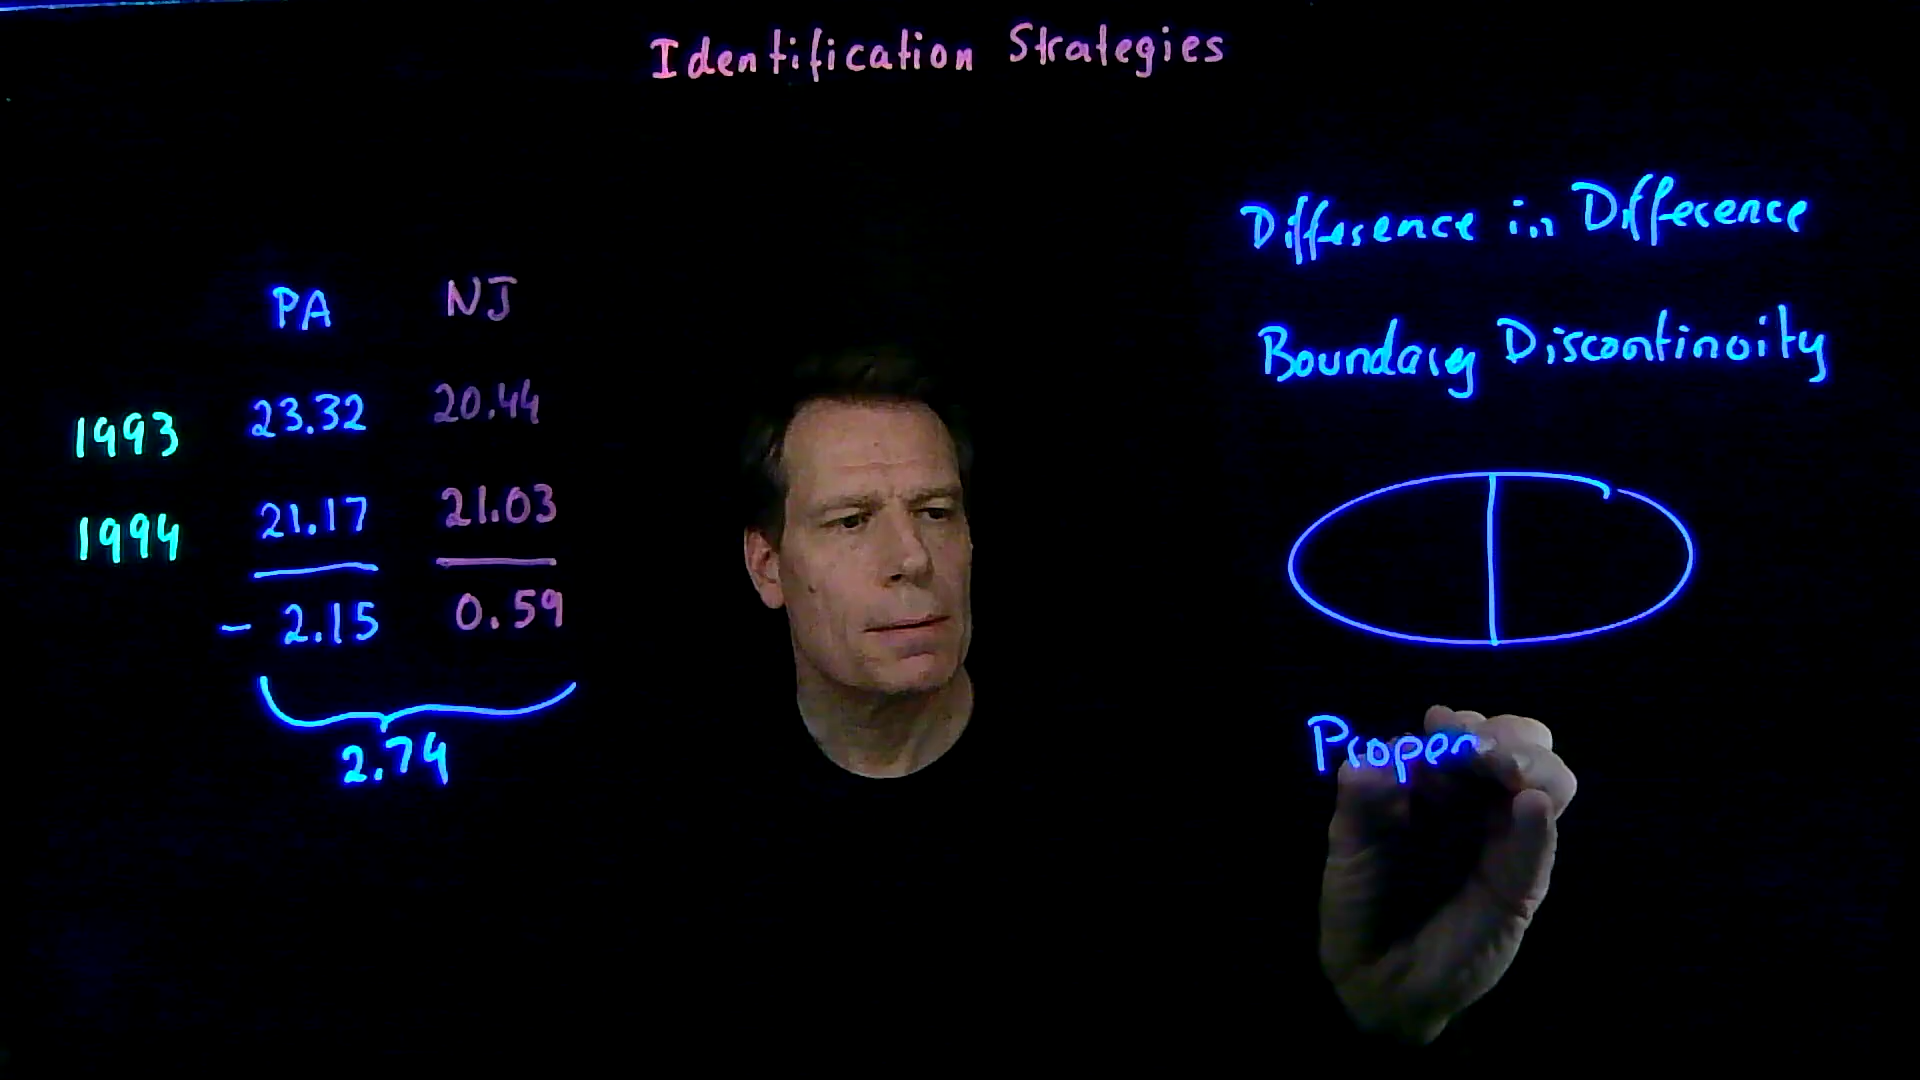 Identification Strategies
Difference in Difference
Boundary Discontinuity
PA NJ
1993 23.32 20.44
1994 21.17 21.03
- 2.15 0.59
2.74
Proper